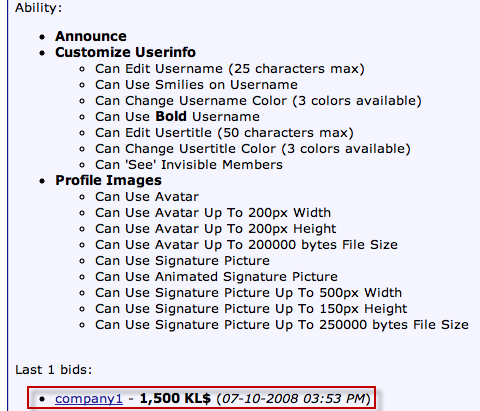 Ability:
Announce
Customize Userinfo
Can Edit Username (25 characters max)
Can Use Smilies on Username
Can Change Username Color (3 colors available)
Can Use Bold Username
Can Edit Usertitle (50 characters max)
Can Change Usertitle Color (3 colors available)
Can 'See' Invisible Members
Profile Images
Can Use Avatar
Can Use Avatar Up To 200px Width
Can Use Avatar Up To 200px Height
Can Use Avatar Up To 200000 bytes File Size
Can Use Signature Picture
Can Use Animated Signature Picture
Can Use Signature Picture Up To 500px Width
Can Use Signature Picture Up To 150px Height
Can Use Signature Picture Up To 250000 bytes File Size
Last 1 bids:
company1 - 1,500 KL$ (07-10-2008 03:53 PM)